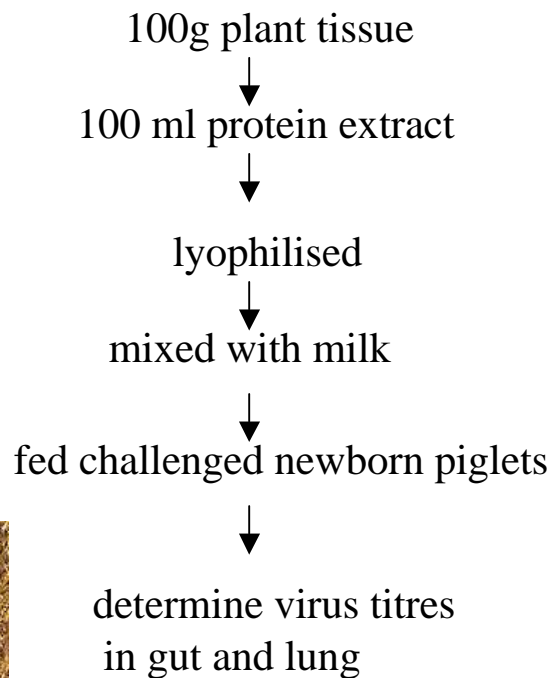 100g plant tissue
100 ml protein extract
lyophilised
mixed with milk
fed challenged newborn piglets
determine virus titres
in gut and lung